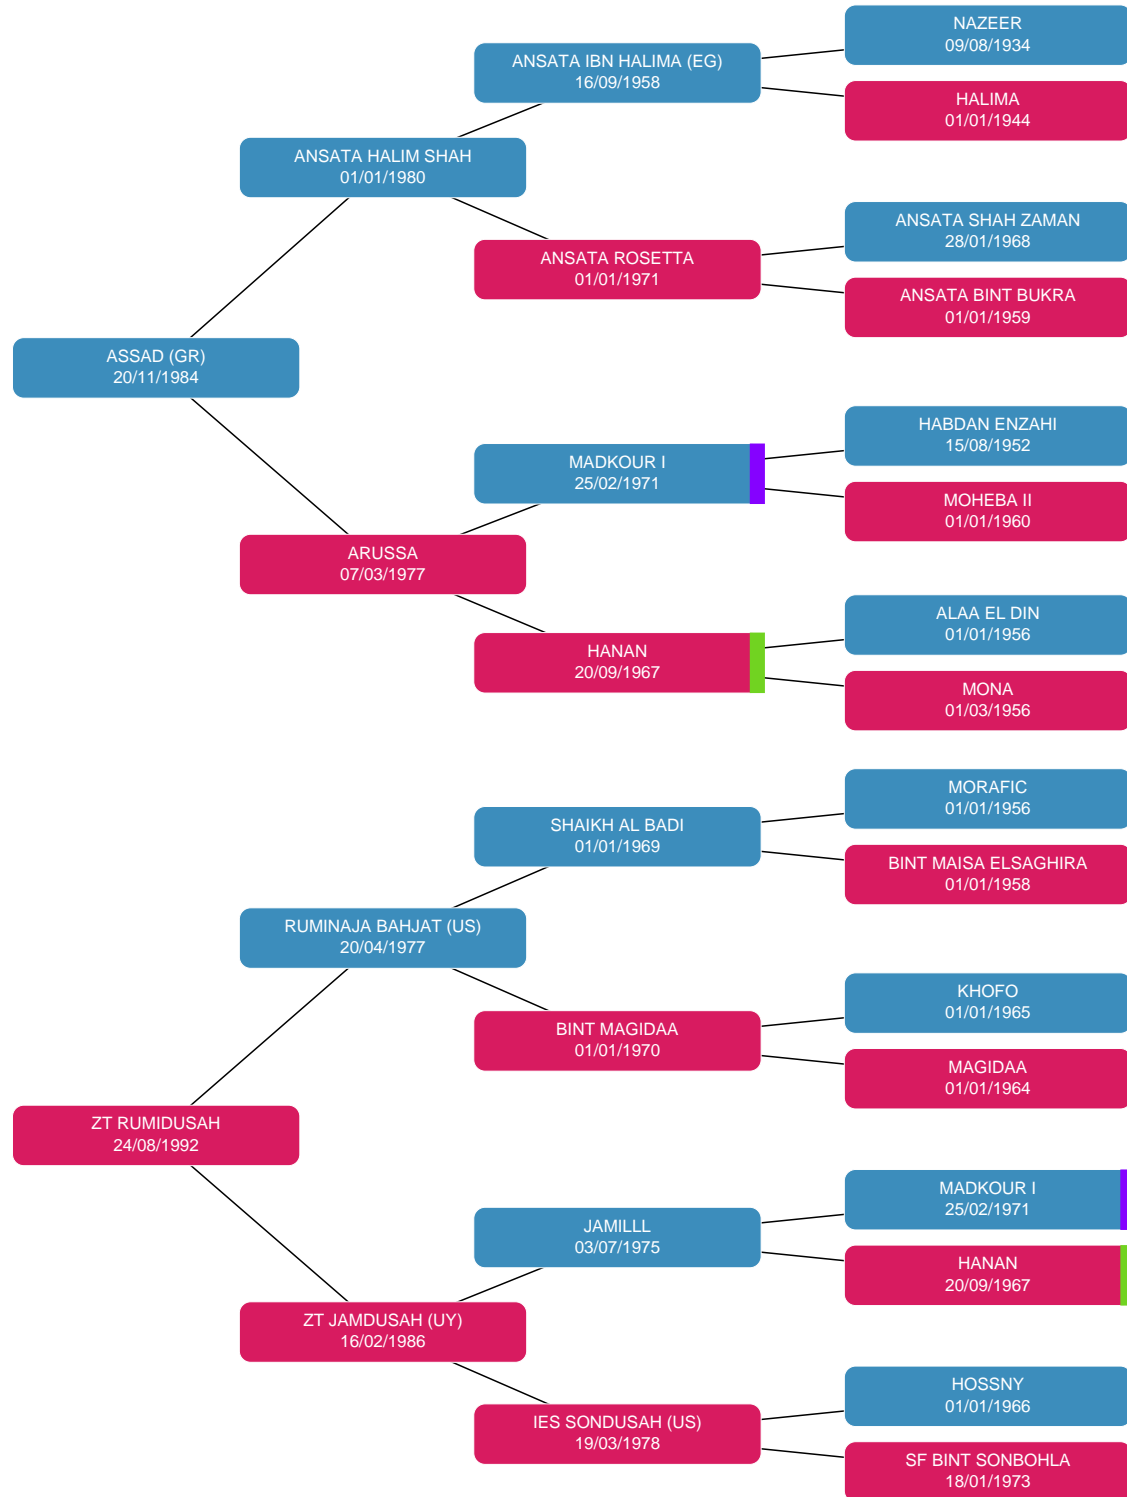 NAZEER
09/08/1934
ANSATA IBN HALIMA (EG)
16/09/1958
HALIMA
01/01/1944
ANSATA HALIM SHAH
01/01/1980
ANSATA SHAH ZAMAN
28/01/1968
ANSATA ROSETTA
01/01/1971
ANSATA BINT BUKRA
01/01/1959
ASSAD (GR)
20/11/1984
HABDAN ENZAHI
15/08/1952
MADKOUR I
25/02/1971
MOHEBA II
01/01/1960
ARUSSA
07/03/1977
ALAA EL DIN
01/01/1956
HANAN
20/09/1967
MONA
01/03/1956
MORAFIC
01/01/1956
SHAIKH AL BADI
01/01/1969
BINT MAISA ELSAGHIRA
01/01/1958
RUMINAJA BAHJAT (US)
20/04/1977
KHOFO
01/01/1965
BINT MAGIDAA
01/01/1970
MAGIDAA
01/01/1964
ZT RUMIDUSAH
24/08/1992
MADKOUR I
25/02/1971
JAMILLL
03/07/1975
HANAN
20/09/1967
ZT JAMDUSAH (UY)
16/02/1986
HOSSNY
01/01/1966
IES SONDUSAH (US)
19/03/1978
SF BINT SONBOHLA
18/01/1973